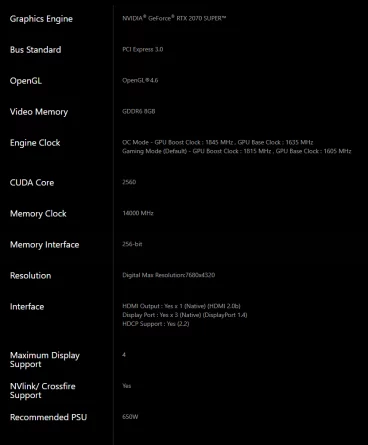 Graphics Engine
NVIDIA® GeForce® RTX 2070 SUPER™
Bus Standard
PCI Express 3.0
OpenGL
OpenGL®4.6
Video Memory
GDDR6 8GB
Engine Clock
OC Mode - GPU Boost Clock : 1845 MHz , GPU Base Clock : 1635 MHz
Gaming Mode (Default) - GPU Boost Clock : 1815 MHz , GPU Base Clock : 1605 MHz
CUDA Core
2560
Memory Clock
14000 MHz
Memory Interface
256-bit
Resolution
Digital Max Resolution:7680x4320
Interface
HDMI Output : Yes x 1 (Native) (HDMI 2.0b)
Display Port : Yes x 3 (Native) (DisplayPort 1.4)
HDCP Support : Yes (2.2)
Maximum Display
Support
4
NVlink/ Crossfire
Support
Yes
Recommended PSU
650W